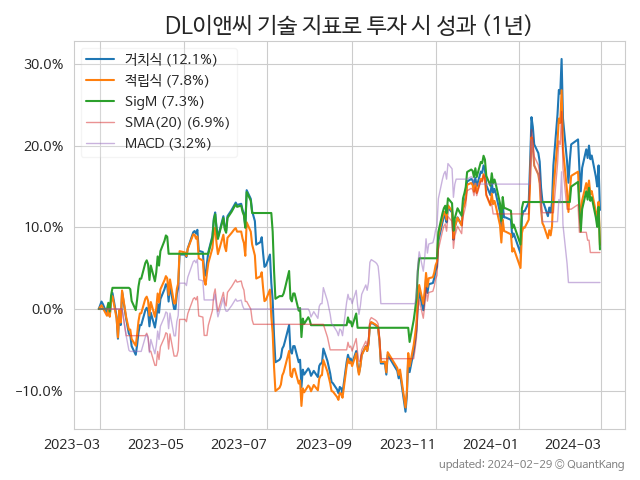 DL이앤씨 기술 지표로 투자 시 성과 (1년)
거치식 (12.1%)
적립식 (7.8%)
SigM (7.3%)
SMA(20) (6.9%)
MACD (3.2%)
30.0%
20.0%
10.0%
0.0%
−10.0%
2023-03 2023-05 2023-07 2023-09 2023-11 2024-01 2024-03
updated: 2024-02-29 ⓒ QuantKang